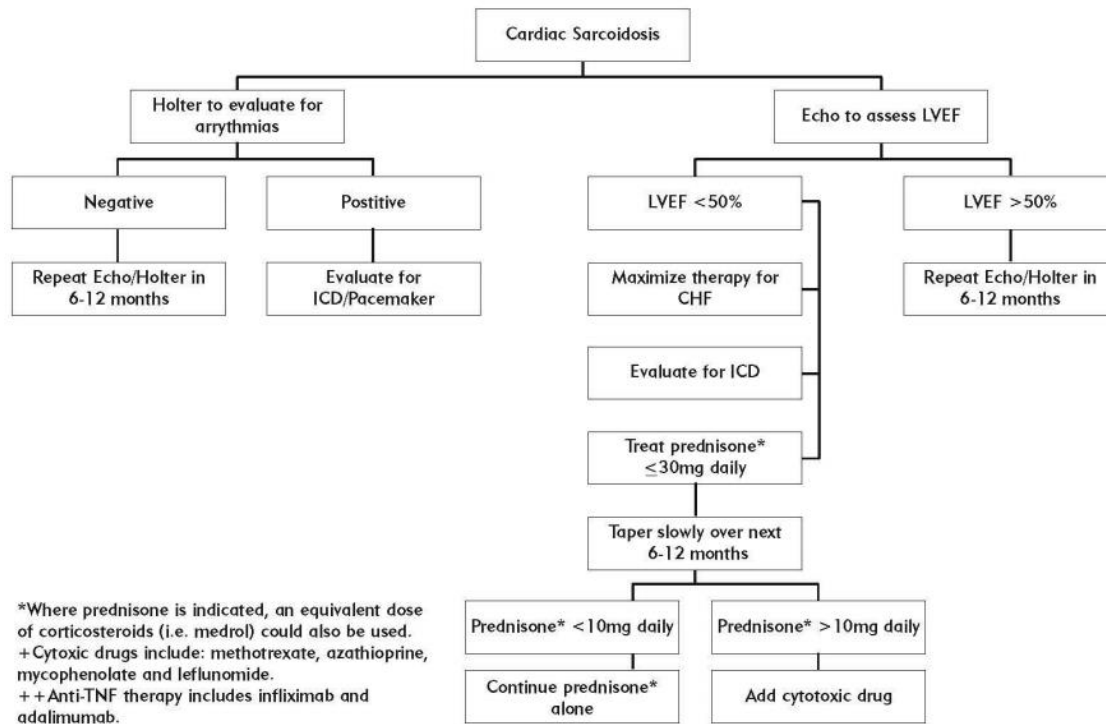 Cardiac Sarcoidosis
Holter to evaluate for
arrythmias
Echo to assess LVEF
Negative
Postitive
LVEF <50%
LVEF >50%
Repeat Echo/Holter in
6-12 months
Evaluate for
ICD/Pacemaker
Maximize therapy for
CHF
Repeat Echo/Holter in
6-12 months
Evaluate for ICD
Treat prednisone*
≤30mg daily
Taper slowly over next
6-12 months
Prednisone* <10mg daily
Prednisone* >10mg daily
Continue prednisone*
alone
Add cytotoxic drug
*Where prednisone is indicated, an equivalent dose
of corticosteroids (i.e. medrol) could also be used.
+Cytoxic drugs include: methotrexate, azathioprine,
mycophenolate and leflunomide.
++Anti-TNF therapy includes infliximab and
adalimumab.